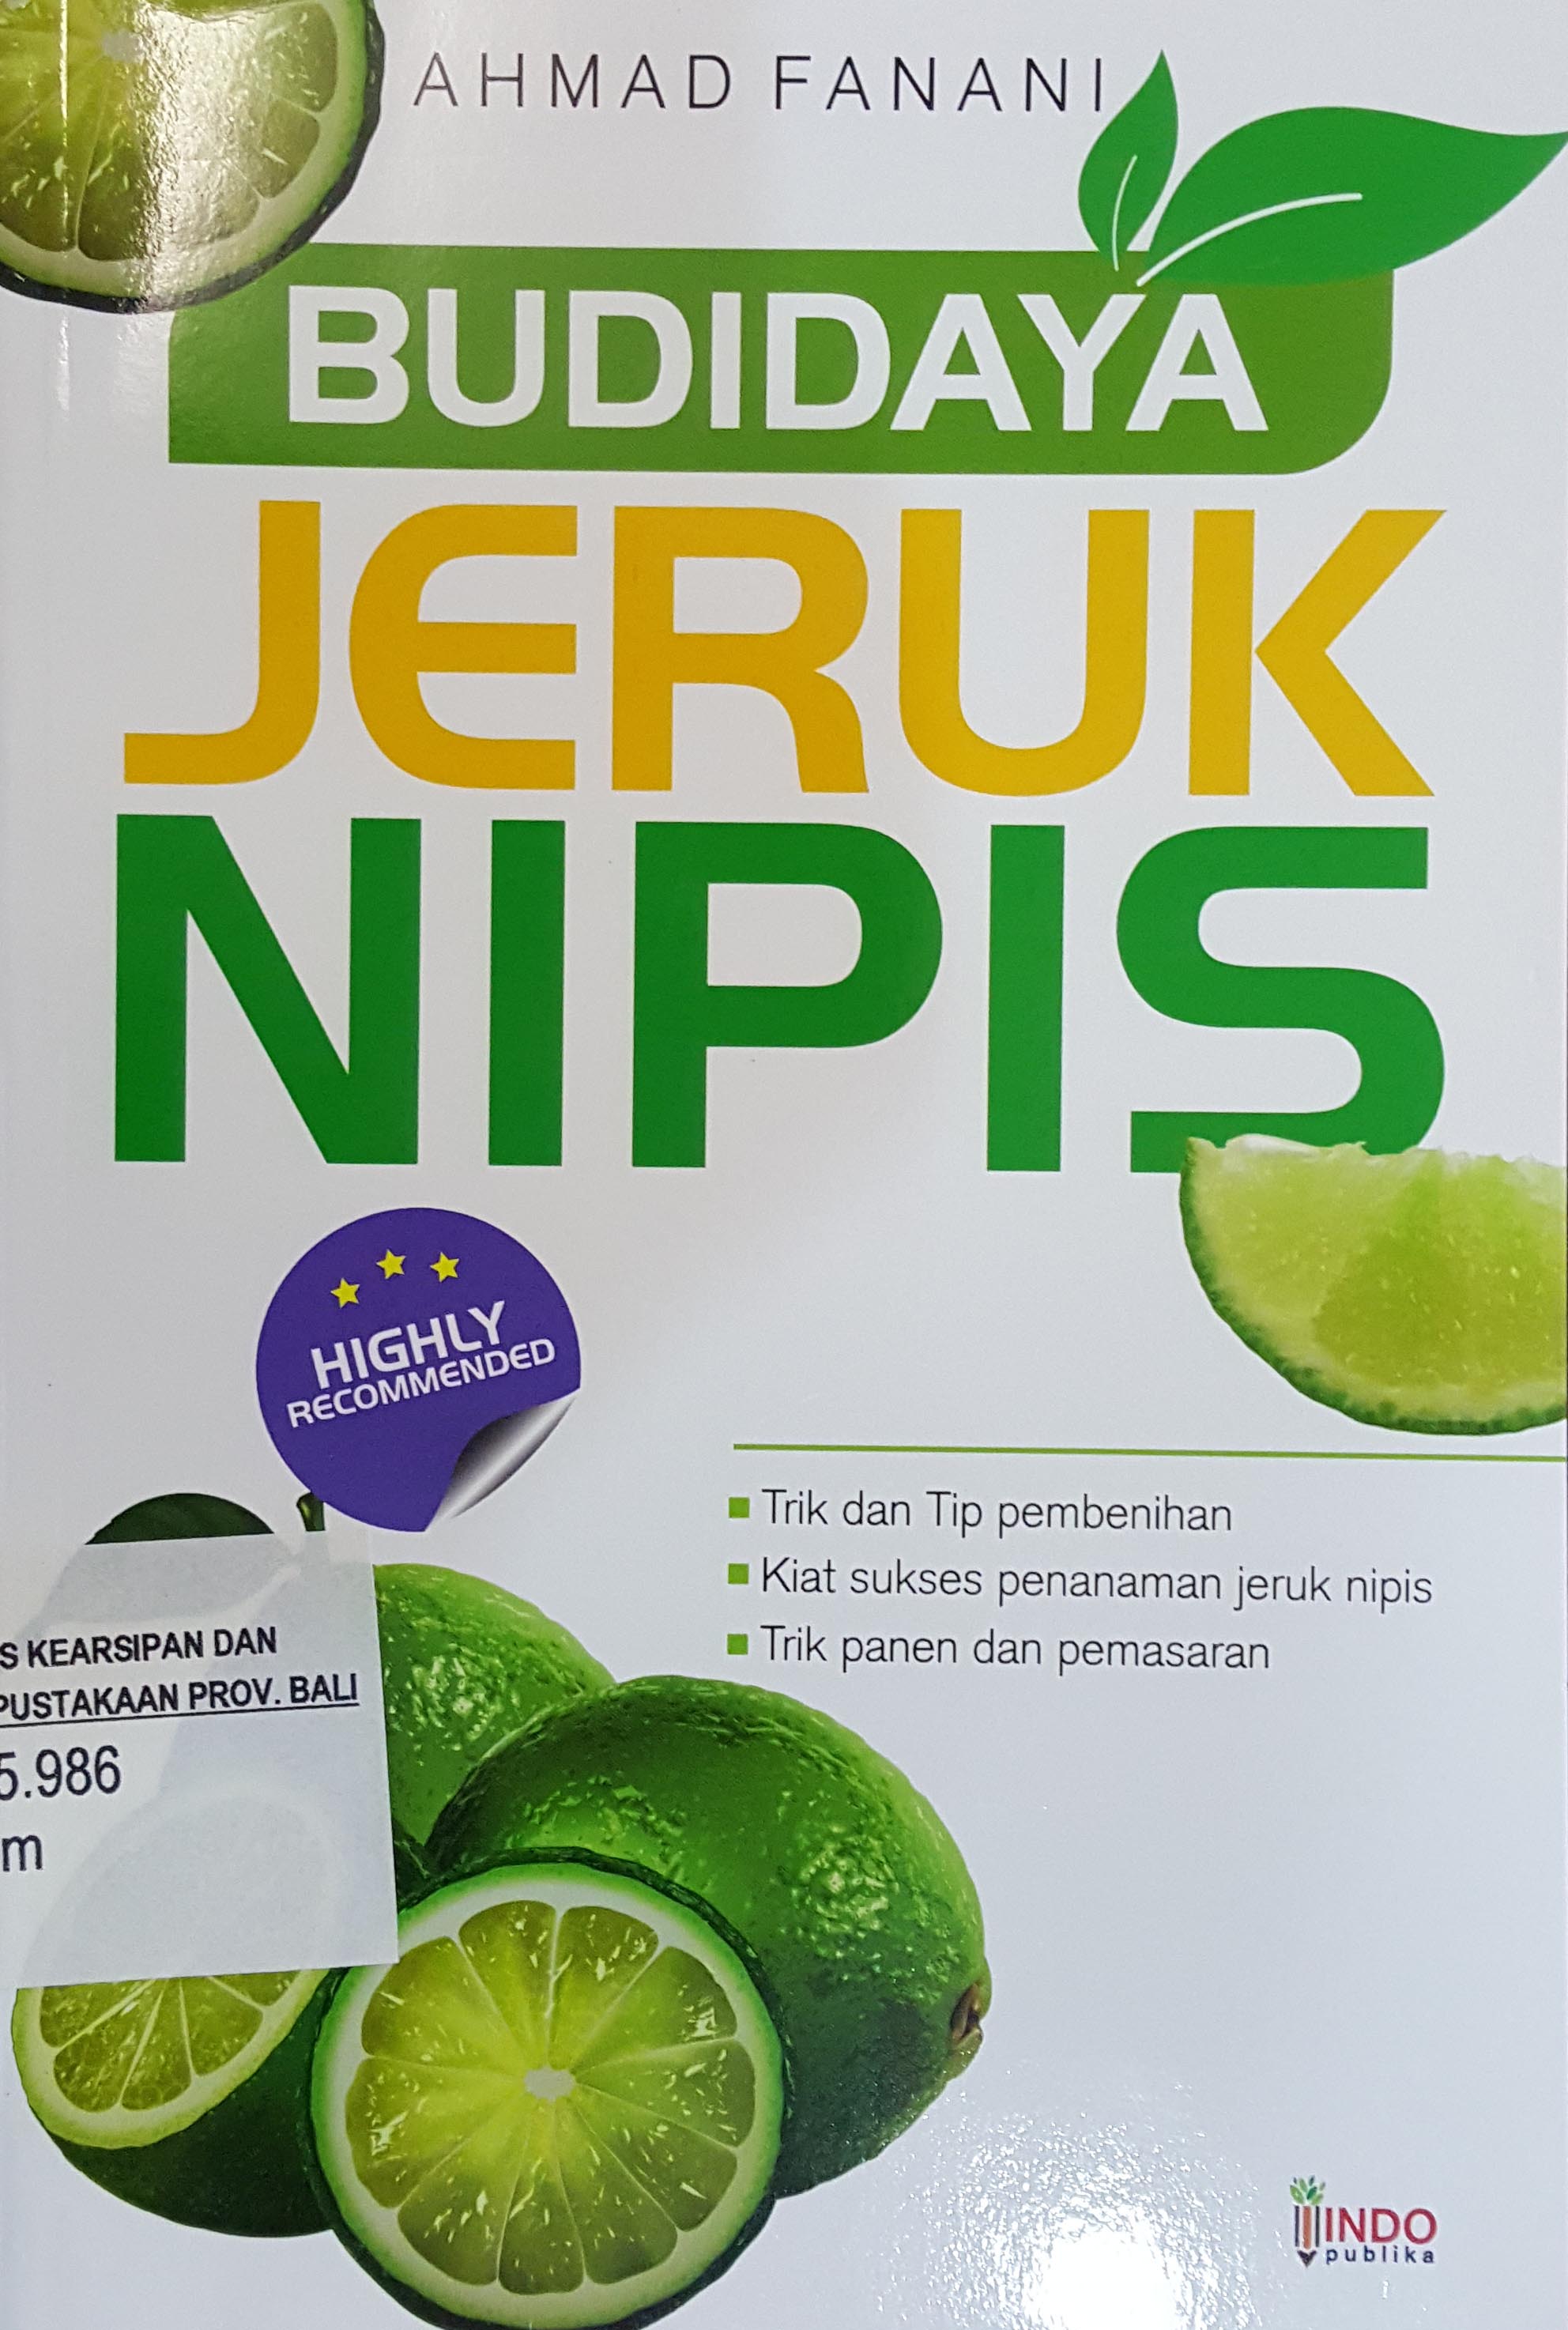 AHMAD FANANI
BUDIDAYA
JERUK
NIPIS
HIGHLY
RECOMMENDED
Trik dan Tip pembenihan
Kiat sukses penanaman jeruk nipis
Trik panen dan pemasaran
S KEARSIPAN DAN
PUSTAKAAN PROV. BALI
5.986
m
INDO
publika